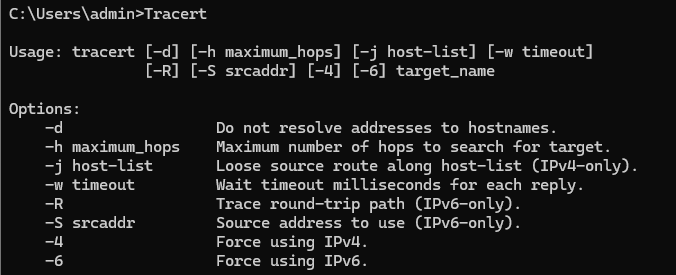 C:\Users\admin>Tracert
Usage: tracert [-d] [-h maximum_hops] [-j host-list] [-w timeout]
               [-R] [-S srcaddr] [-4] [-6] target_name
Options:
    -d                 Do not resolve addresses to hostnames.
    -h maximum_hops    Maximum number of hops to search for target.
    -j host-list       Loose source route along host-list (IPv4-only).
    -w timeout         Wait timeout milliseconds for each reply.
    -R                 Trace round-trip path (IPv6-only).
    -S srcaddr         Source address to use (IPv6-only).
    -4                 Force using IPv4.
    -6                 Force using IPv6.